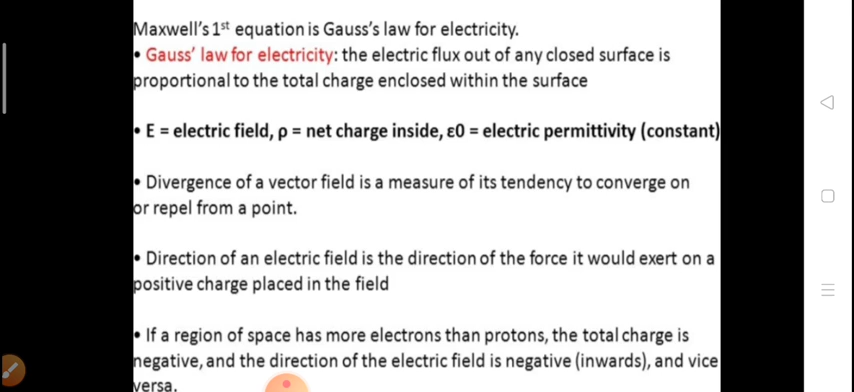 Maxwell's 1st equation is Gauss's law for electricity.
• Gauss' law for electricity: the electric flux out of any closed surface is
proportional to the total charge enclosed within the surface
• E = electric field, ρ = net charge inside, ε0 = electric permittivity (constant)
• Divergence of a vector field is a measure of its tendency to converge on
or repel from a point.
• Direction of an electric field is the direction of the force it would exert on a
positive charge placed in the field
• If a region of space has more electrons than protons, the total charge is
negative, and the direction of the electric field is negative (inwards), and vice
versa.